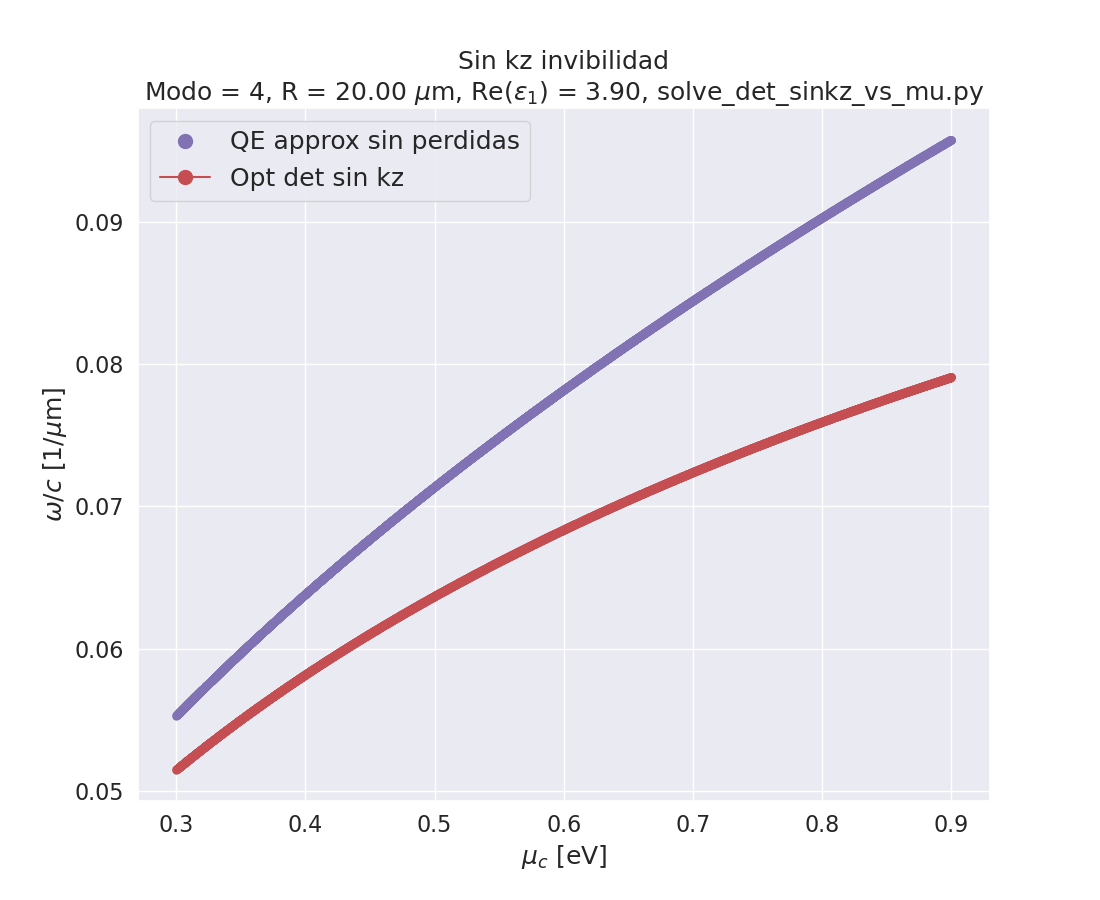 Sin kz invibilidad
Modo = 4, R = 20.00 μm, Re(ε₁) = 3.90, solve_det_sinkz_vs_mu.py
QE approx sin perdidas
Opt det sin kz
0.09
0.08
0.07
0.06
0.05
ω/c [1/μm]
0.3 0.4 0.5 0.6 0.7 0.8 0.9
μ_c [eV]